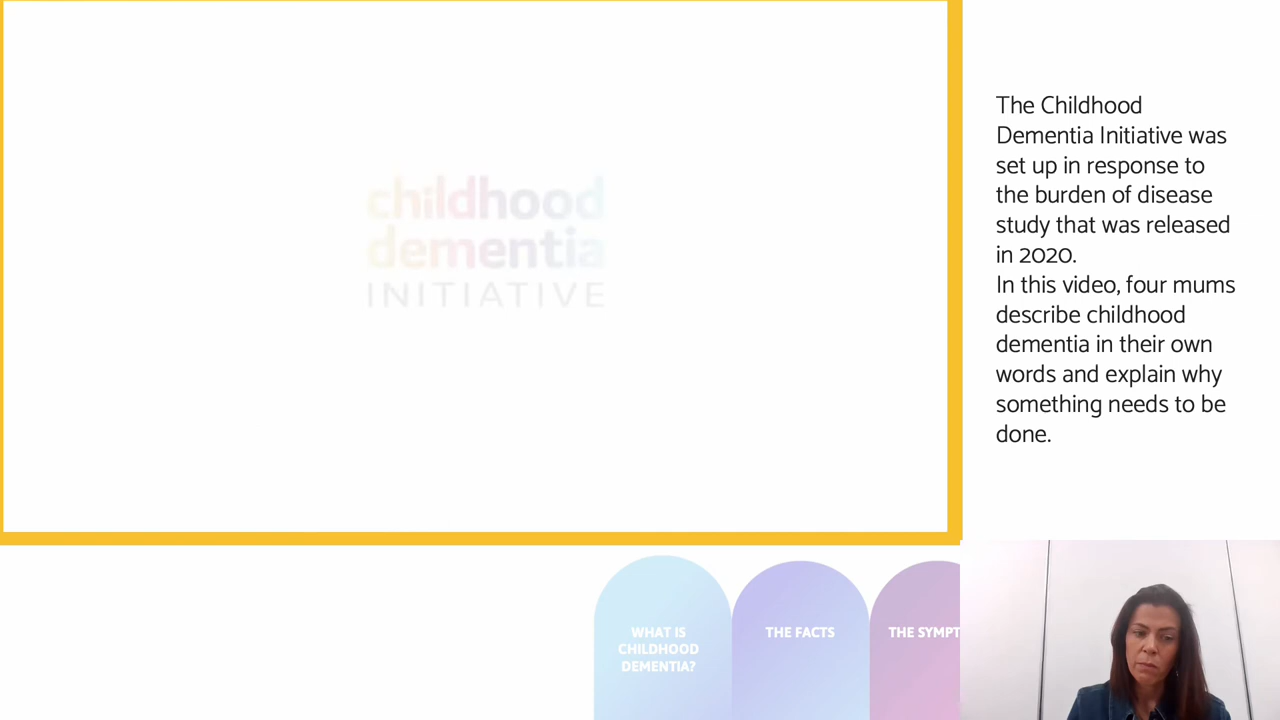 childhood
dementia
INITIATIVE
The Childhood
Dementia Initiative was
set up in response to
the burden of disease
study that was released
in 2020.
In this video, four mums
describe childhood
dementia in their own
words and explain why
something needs to be
done.
WHAT IS
CHILDHOOD
DEMENTIA?
THE FACTS
THE SYMPT